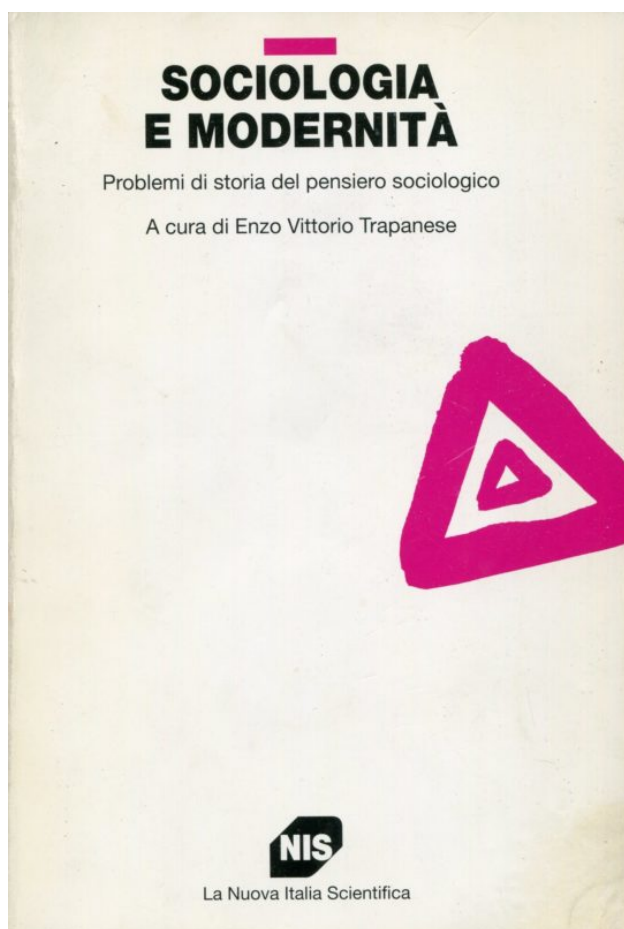 SOCIOLOGIA
E MODERNITÀ
Problemi di storia del pensiero sociologico
A cura di Enzo Vittorio Trapanese
NIS
La Nuova Italia Scientifica